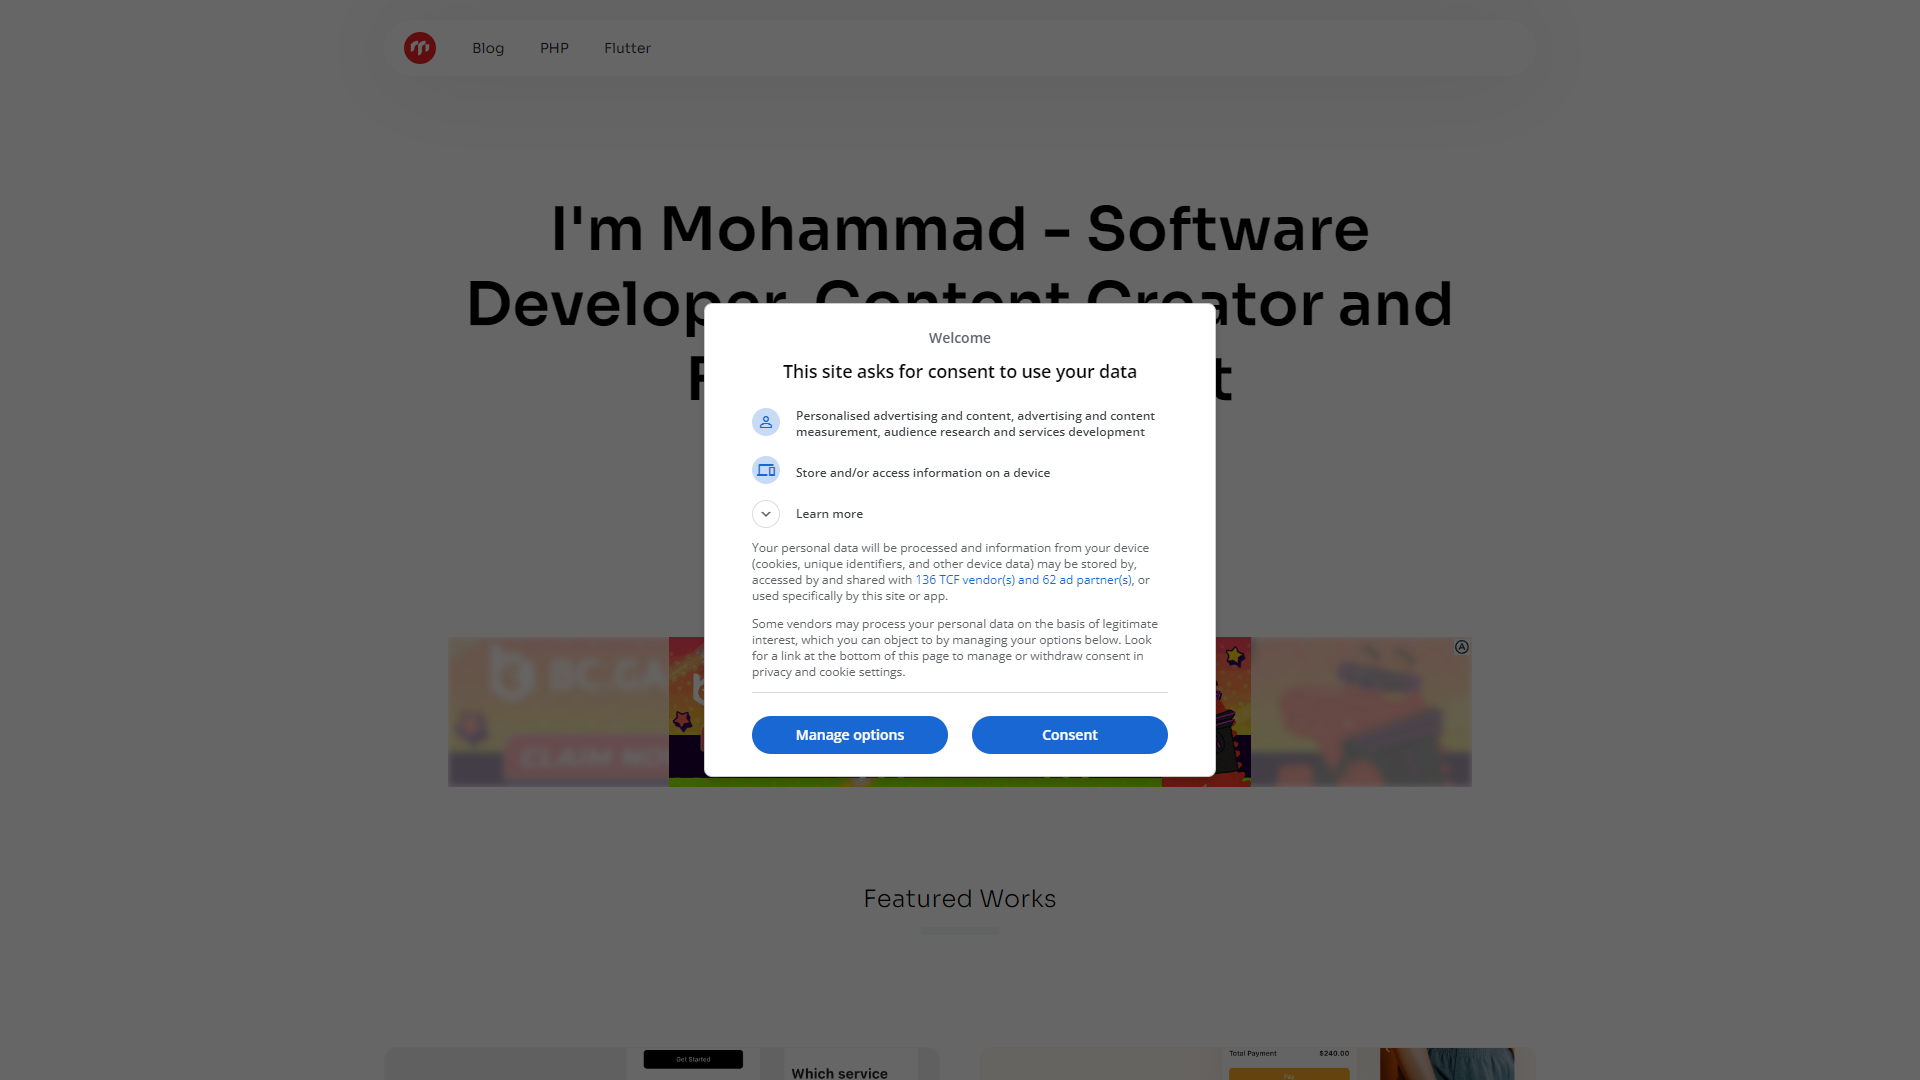 Blog PHP Flutter
I'm Mohammad - Software
Developer, Content Creator and
Welcome
This site asks for consent to use your data
Personalised advertising and content, advertising and content
measurement, audience research and services development
Store and/or access information on a device
Learn more
Your personal data will be processed and information from your device
(cookies, unique identifiers, and other device data) may be stored by,
accessed by and shared with 136 TCF vendor(s) and 62 ad partner(s), or
used specifically by this site or app.
Some vendors may process your personal data on the basis of legitimate
interest, which you can object to by managing your options below. Look
for a link at the bottom of this page to manage or withdraw consent in
privacy and cookie settings.
Manage options Consent
BC.GA
CLAIM NO
Featured Works
Get Started
Which service
Total Payment $240.00
Pay